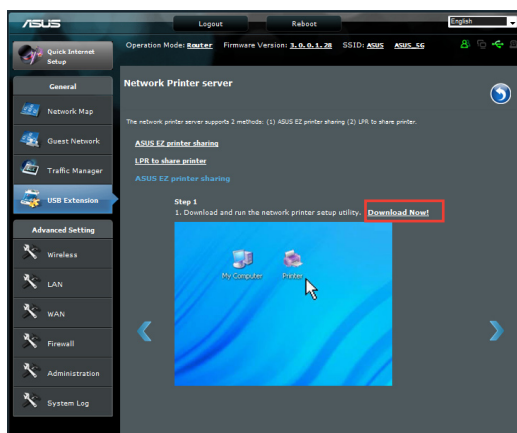 ASUS
Logout
Reboot
English
Quick Internet
Setup
Operation Mode: Router Firmware Version: 3.0.0.1.28 SSID: ASUS ASUS_5G
General
Network Map
Guest Network
Traffic Manager
USB Extension
Advanced Setting
Wireless
LAN
WAN
Firewall
Administration
System Log
Network Printer server
The network printer server supports 2 methods: (1) ASUS EZ printer sharing (2) LPR to share printer.
ASUS EZ printer sharing
LPR to share printer
ASUS EZ printer sharing
Step 1
1. Download and run the network printer setup utility. Download Now!
My Computer
Printer